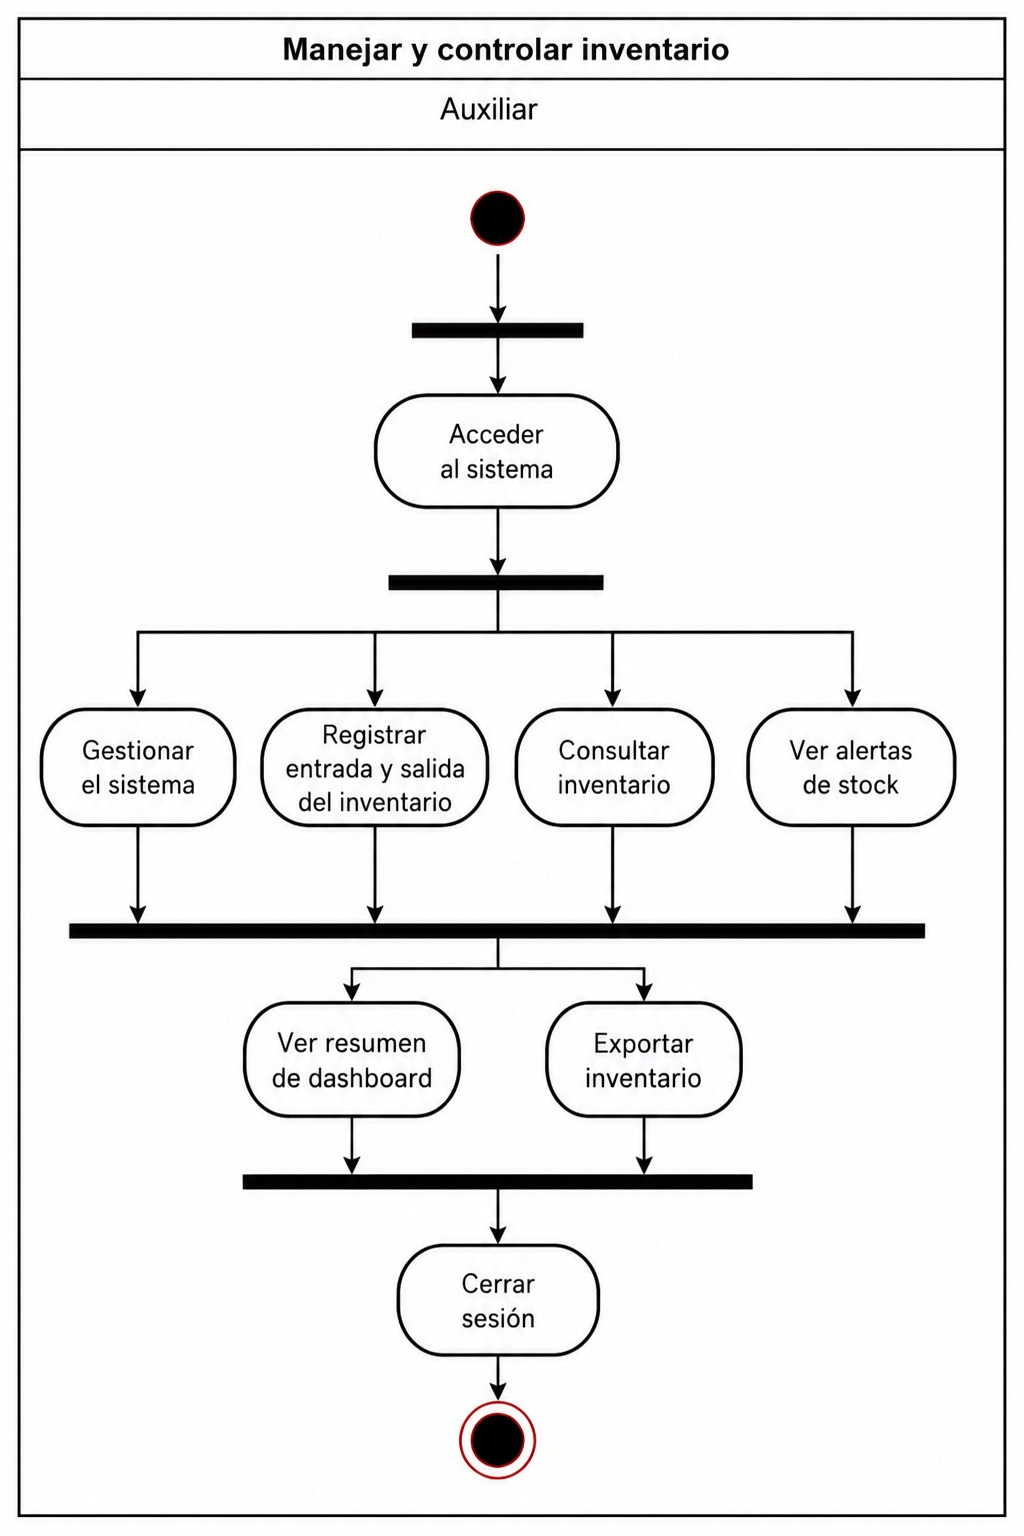 Manejar y controlar inventario
Auxiliar
Acceder
al sistema
Gestionar
el sistema
Registrar
entrada y salida
del inventario
Consultar
inventario
Ver alertas
de stock
Ver resumen
de dashboard
Exportar
inventario
Cerrar
sesión